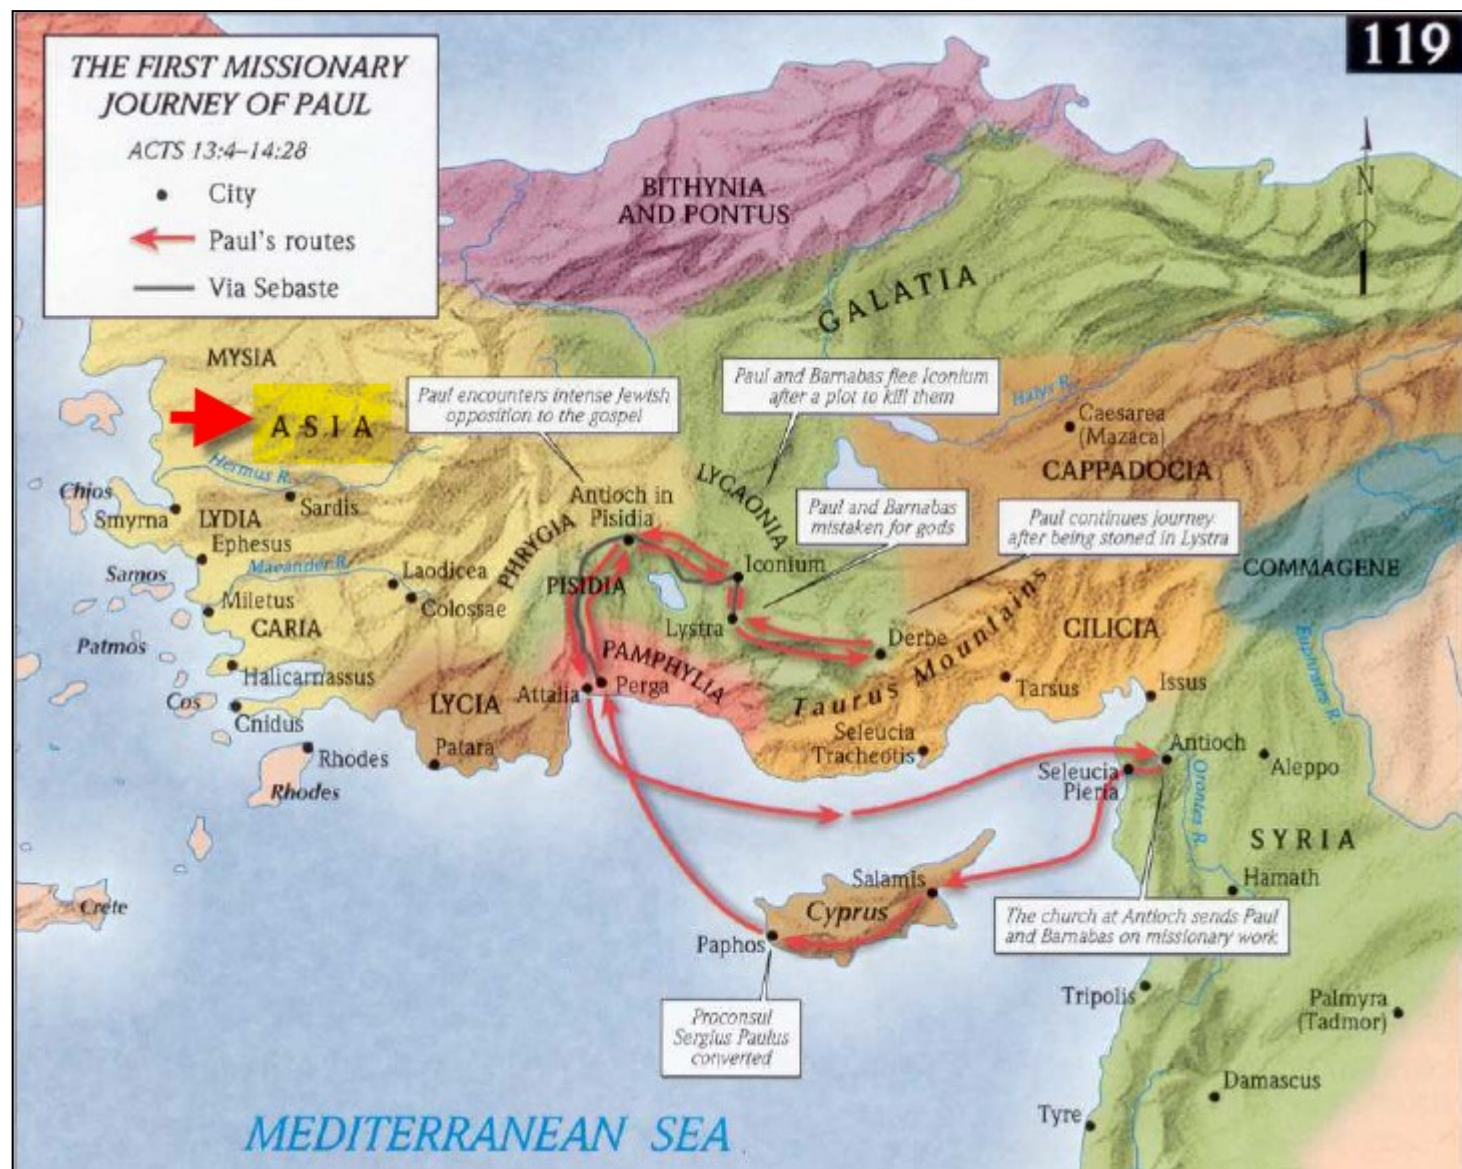 119
THE FIRST MISSIONARY
JOURNEY OF PAUL
ACTS 13:4–14:28
City
Paul's routes
Via Sebaste
N
BITHYNIA
AND PONTUS
GALATIA
MYSIA
ASIA
Paul encounters intense Jewish
opposition to the gospel
Paul and Barnabas flee Iconium
after a plot to kill them
Halys R.
Caesarea
(Mazaca)
CAPPADOCIA
Hermus R.
Chios
Smyrna
LYDIA
Sardis
Ephesus
Antioch in
Pisidia
LYCAONIA
Paul and Barnabas
mistaken for gods
Paul continues journey
after being stoned in Lystra
PHRYGIA
COMMAGENE
Samos
Maeander R.
Laodicea
Colossae
Miletus
CARIA
PISIDIA
Iconium
Lystra
Derbe
Taurus Mountains
CILICIA
Euphrates R.
Patmos
Halicarnassus
Cos
Cnidus
LYCIA
Attalia
PAMPHYLIA
Perga
Tarsus
Issus
Rhodes
Rhodes
Patara
Seleucia
Tracheotis
Seleucia
Pieria
Antioch
Aleppo
Orontes R.
SYRIA
Crete
Salamis
Cyprus
Paphos
Hamath
The church at Antioch sends Paul
and Barnabas on missionary work
Proconsul
Sergius Paulus
converted
Tripolis
Palmyra
(Tadmor)
Damascus
Tyre
MEDITERRANEAN SEA